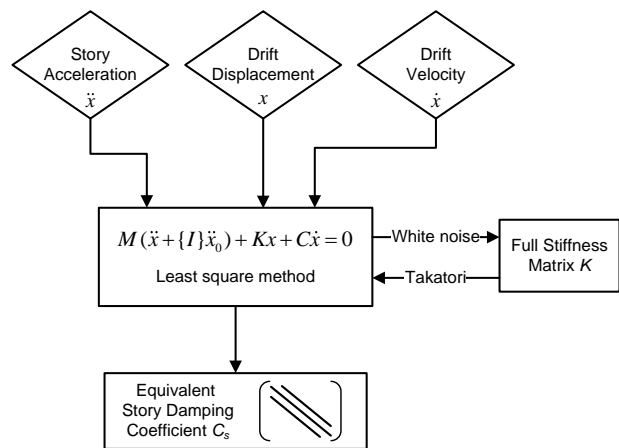 Story
Acceleration
ẍ
Drift
Displacement
x
Drift
Velocity
ẋ
M(ẍ+{I}ẍ₀)+Kx+Cẋ=0
Least square method
White noise
Takatori
Full Stiffness
Matrix K
Equivalent
Story Damping
Coefficient Cₛ